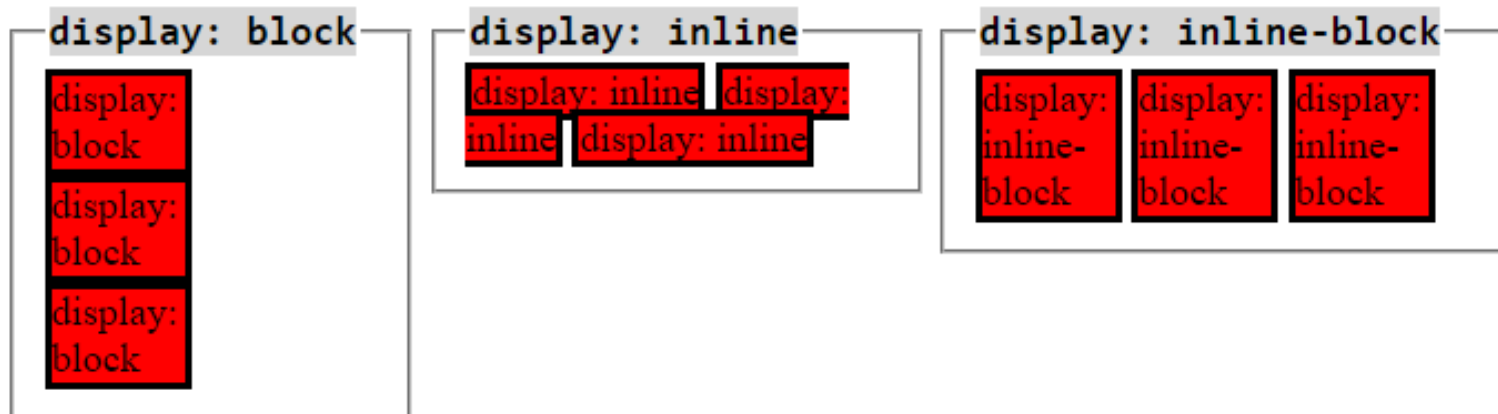 display: block
display:
block
display:
block
display:
block
display: inline
display: inline display:
inline display: inline
display: inline-block
display:
inline-
block
display:
inline-
block
display:
inline-
block